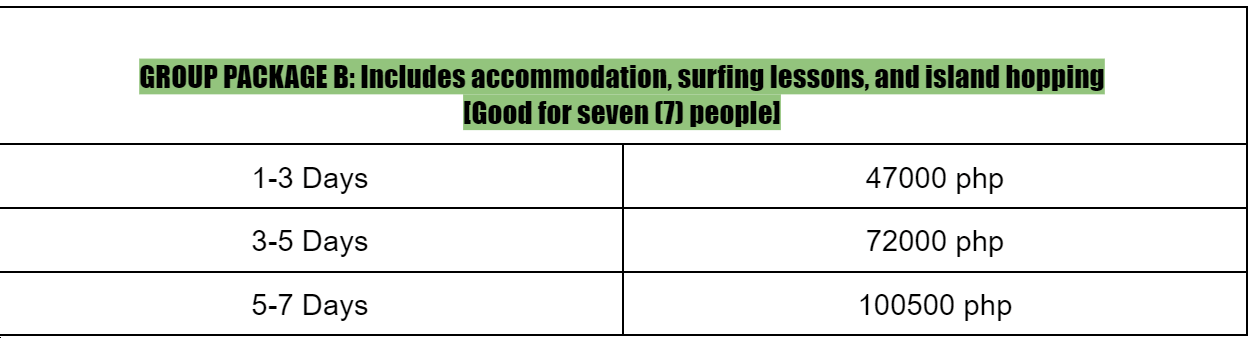 GROUP PACKAGE B: Includes accommodation, surfing lessons, and island hopping
[Good for seven (7) people]
1-3 Days 47000 php
3-5 Days 72000 php
5-7 Days 100500 php